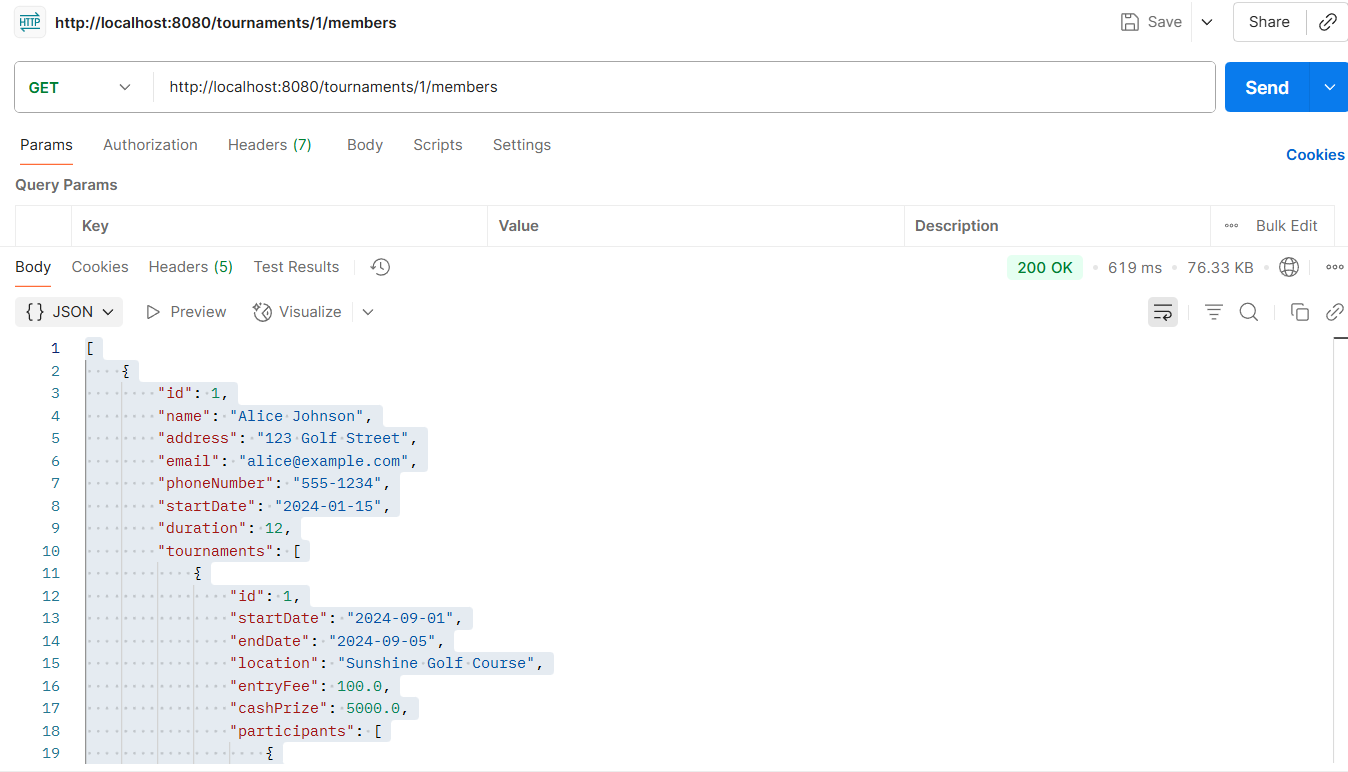 HTTP http://localhost:8080/tournaments/1/members Save Share
GET http://localhost:8080/tournaments/1/members Send
Params Authorization Headers (7) Body Scripts Settings Cookies
Query Params
Key Value Description Bulk Edit
Body Cookies Headers (5) Test Results 200 OK 619 ms 76.33 KB
{} JSON Preview Visualize
1 [
2 {
3 "id": 1,
4 "name": "Alice Johnson",
5 "address": "123 Golf Street",
6 "email": "alice@example.com",
7 "phoneNumber": "555-1234",
8 "startDate": "2024-01-15",
9 "duration": 12,
10 "tournaments": [
11 {
12 "id": 1,
13 "startDate": "2024-09-01",
14 "endDate": "2024-09-05",
15 "location": "Sunshine Golf Course",
16 "entryFee": 100.0,
17 "cashPrize": 5000.0,
18 "participants": [
19 {